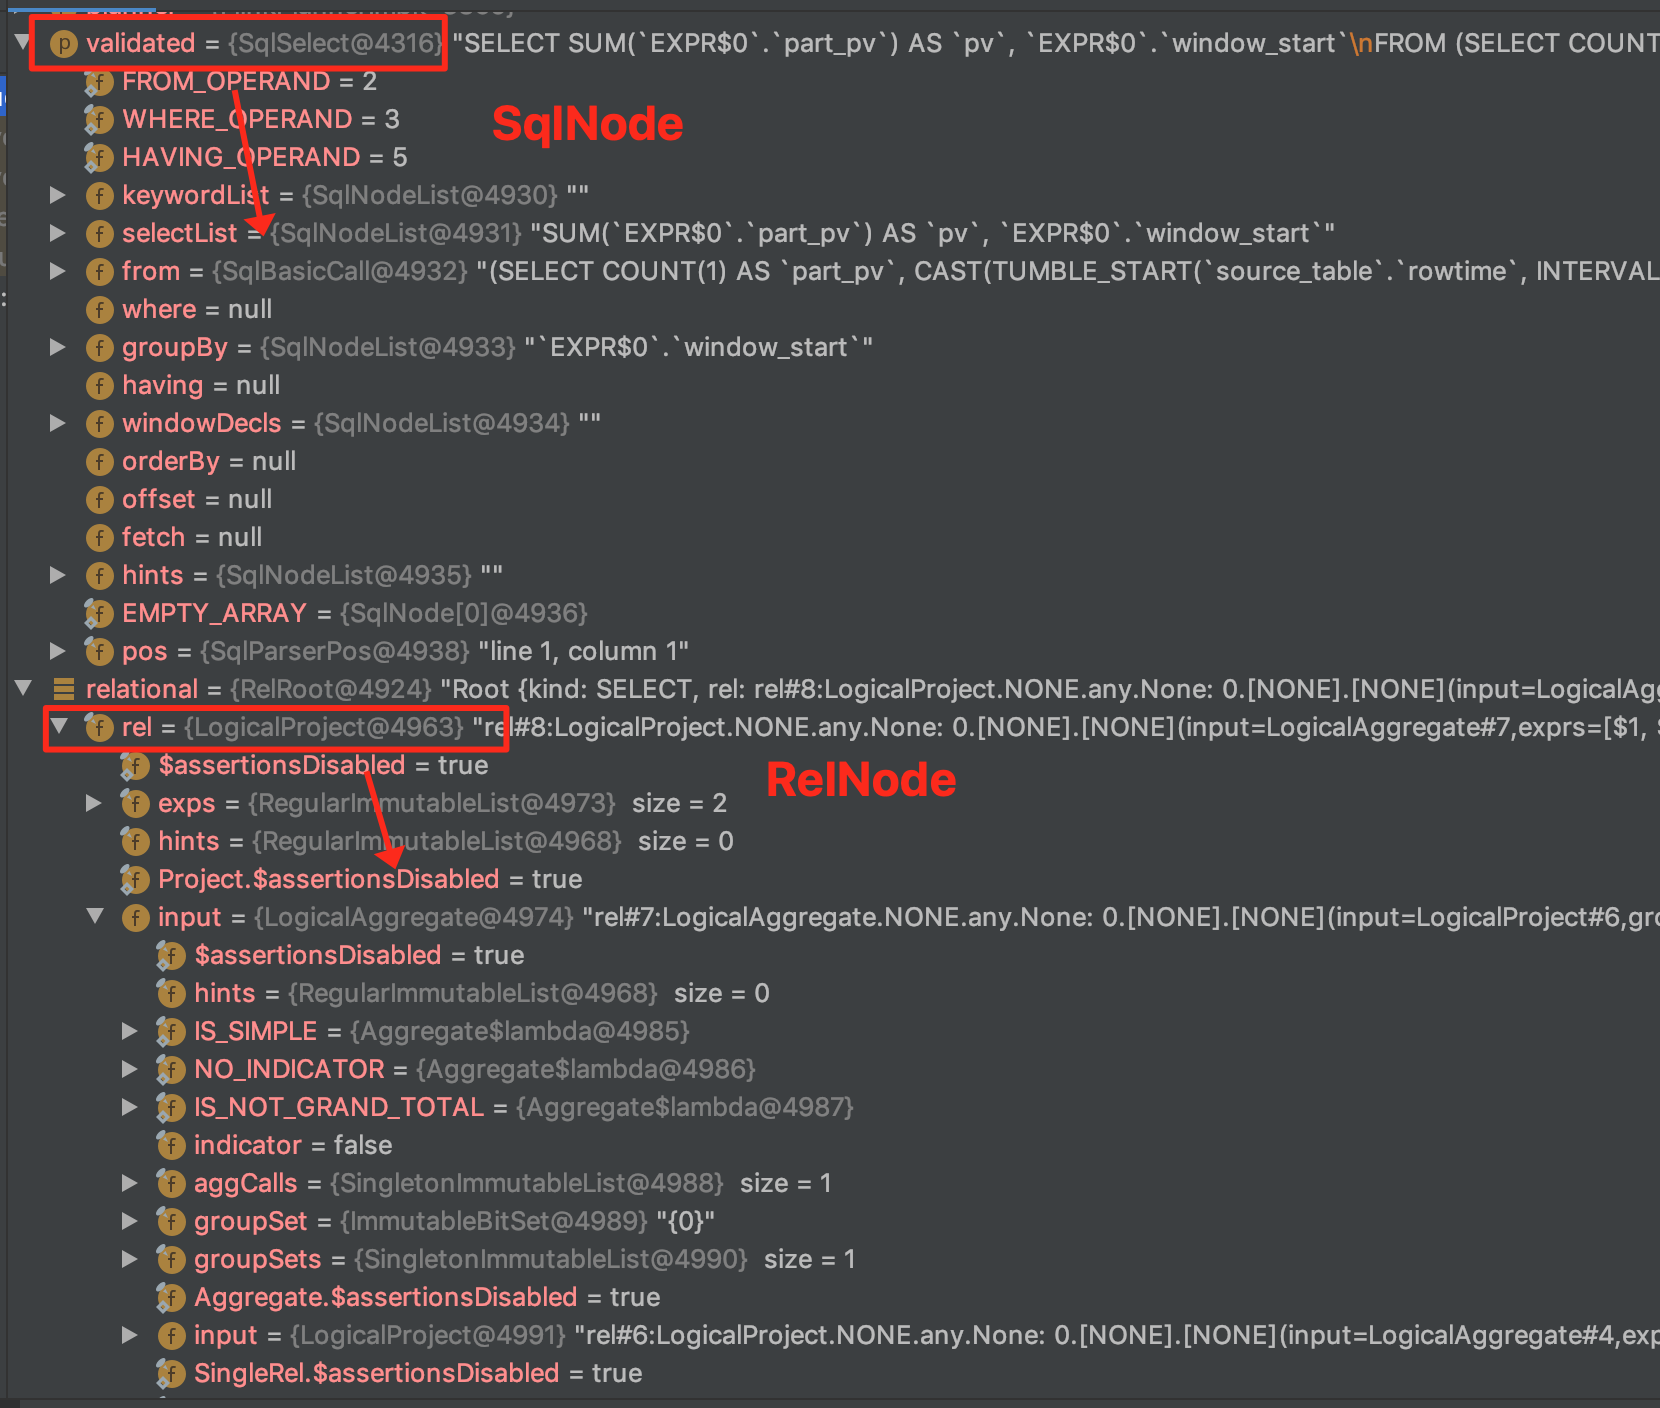 validated = {SqlSelect@4316} "SELECT SUM(`EXPR$0`.`part_pv`) AS `pv`, `EXPR$0`.`window_start`\nFROM (SELECT COUNT
FROM_OPERAND = 2
SqlNode
WHERE_OPERAND = 3
HAVING_OPERAND = 5
keywordList = {SqlNodeList@4930} ""
selectList = {SqlNodeList@4931} "SUM(`EXPR$0`.`part_pv`) AS `pv`, `EXPR$0`.`window_start`"
from = {SqlBasicCall@4932} "(SELECT COUNT(1) AS `part_pv`, CAST(TUMBLE_START(`source_table`.`rowtime`, INTERVAL
where = null
groupBy = {SqlNodeList@4933} "`EXPR$0`.`window_start`"
having = null
windowDecls = {SqlNodeList@4934} ""
orderBy = null
offset = null
fetch = null
hints = {SqlNodeList@4935} ""
EMPTY_ARRAY = {SqlNode[0]@4936}
pos = {SqlParserPos@4938} "line 1, column 1"
relational = {RelRoot@4924} "Root {kind: SELECT, rel: rel#8:LogicalProject.NONE.any.None: 0.[NONE].[NONE](input=LogicalAgg
rel = {LogicalProject@4963} "rel#8:LogicalProject.NONE.any.None: 0.[NONE].[NONE](input=LogicalAggregate#7,exprs=[$1,
$assertionsDisabled = true
RelNode
exps = {RegularImmutableList@4973} size = 2
hints = {RegularImmutableList@4968} size = 0
Project.$assertionsDisabled = true
input = {LogicalAggregate@4974} "rel#7:LogicalAggregate.NONE.any.None: 0.[NONE].[NONE](input=LogicalProject#6,gro
$assertionsDisabled = true
hints = {RegularImmutableList@4968} size = 0
IS_SIMPLE = {Aggregate$lambda@4985}
NO_INDICATOR = {Aggregate$lambda@4986}
IS_NOT_GRAND_TOTAL = {Aggregate$lambda@4987}
indicator = false
aggCalls = {SingletonImmutableList@4988} size = 1
groupSet = {ImmutableBitSet@4989} "{0}"
groupSets = {SingletonImmutableList@4990} size = 1
Aggregate.$assertionsDisabled = true
input = {LogicalProject@4991} "rel#6:LogicalProject.NONE.any.None: 0.[NONE].[NONE](input=LogicalAggregate#4,exp
SingleRel.$assertionsDisabled = true